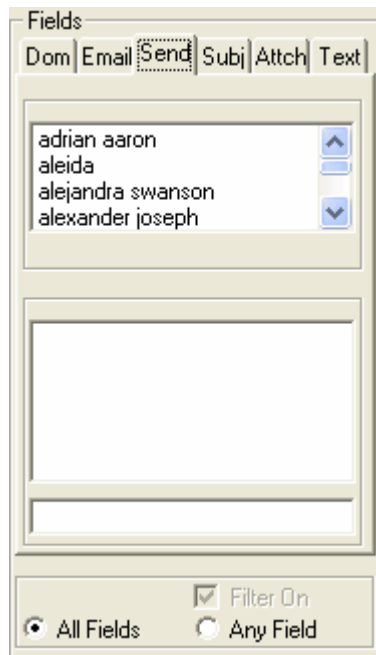 Fields
Dom Email Send Subj Attch Text
adrian aaron
aleida
alejandra swanson
alexander joseph
Filter On
All Fields Any Field